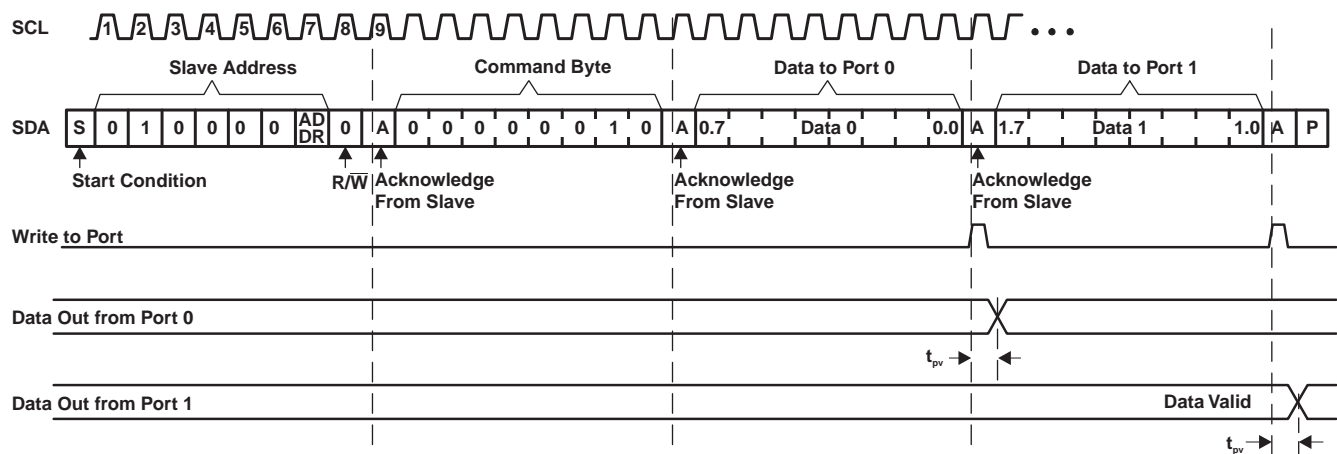 SCL 1 2 3 4 5 6 7 8 9
Slave Address Command Byte Data to Port 0 Data to Port 1
SDA S 0 1 0 0 0 0 AD DR 0 A 0 0 0 0 0 0 1 0 A 0.7 Data 0 0.0 A 1.7 Data 1 1.0 A P
Start Condition R/W̅ Acknowledge From Slave Acknowledge From Slave Acknowledge From Slave
Write to Port
Data Out from Port 0
tpv
Data Out from Port 1 Data Valid
tpv